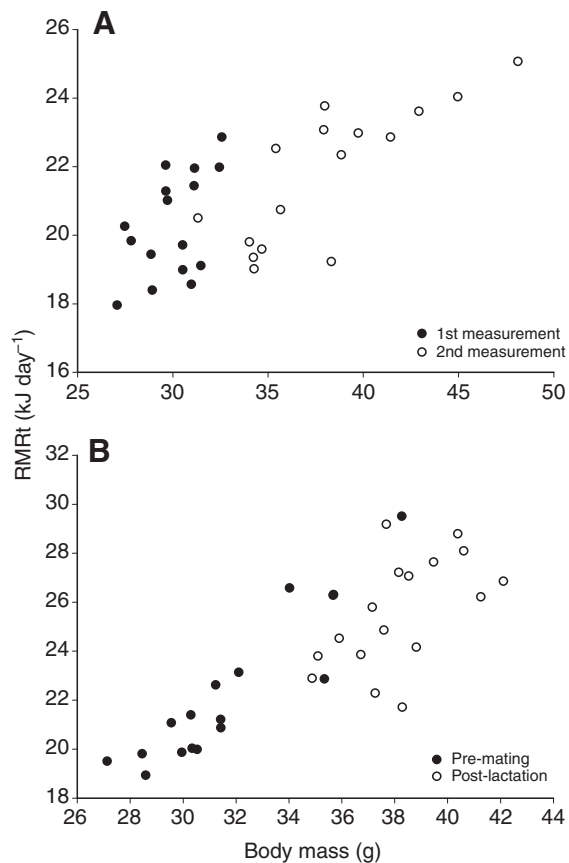 A
26
24
22
20
18
16
25 30 35 40 45 50
1st measurement
2nd measurement
RMRt (kJ day⁻¹)
B
32
30
28
26
24
22
20
18
26 28 30 32 34 36 38 40 42 44
Pre-mating
Post-lactation
Body mass (g)